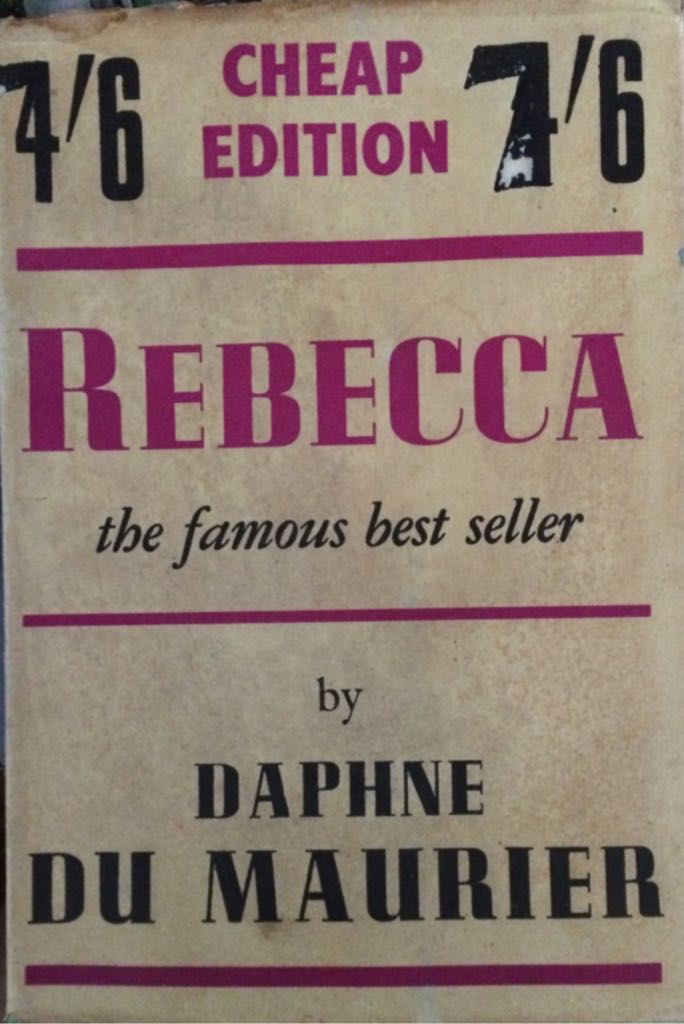 4/6 CHEAP 7/6
EDITION
REBECCA
the famous best seller
by
DAPHNE
DU MAURIER